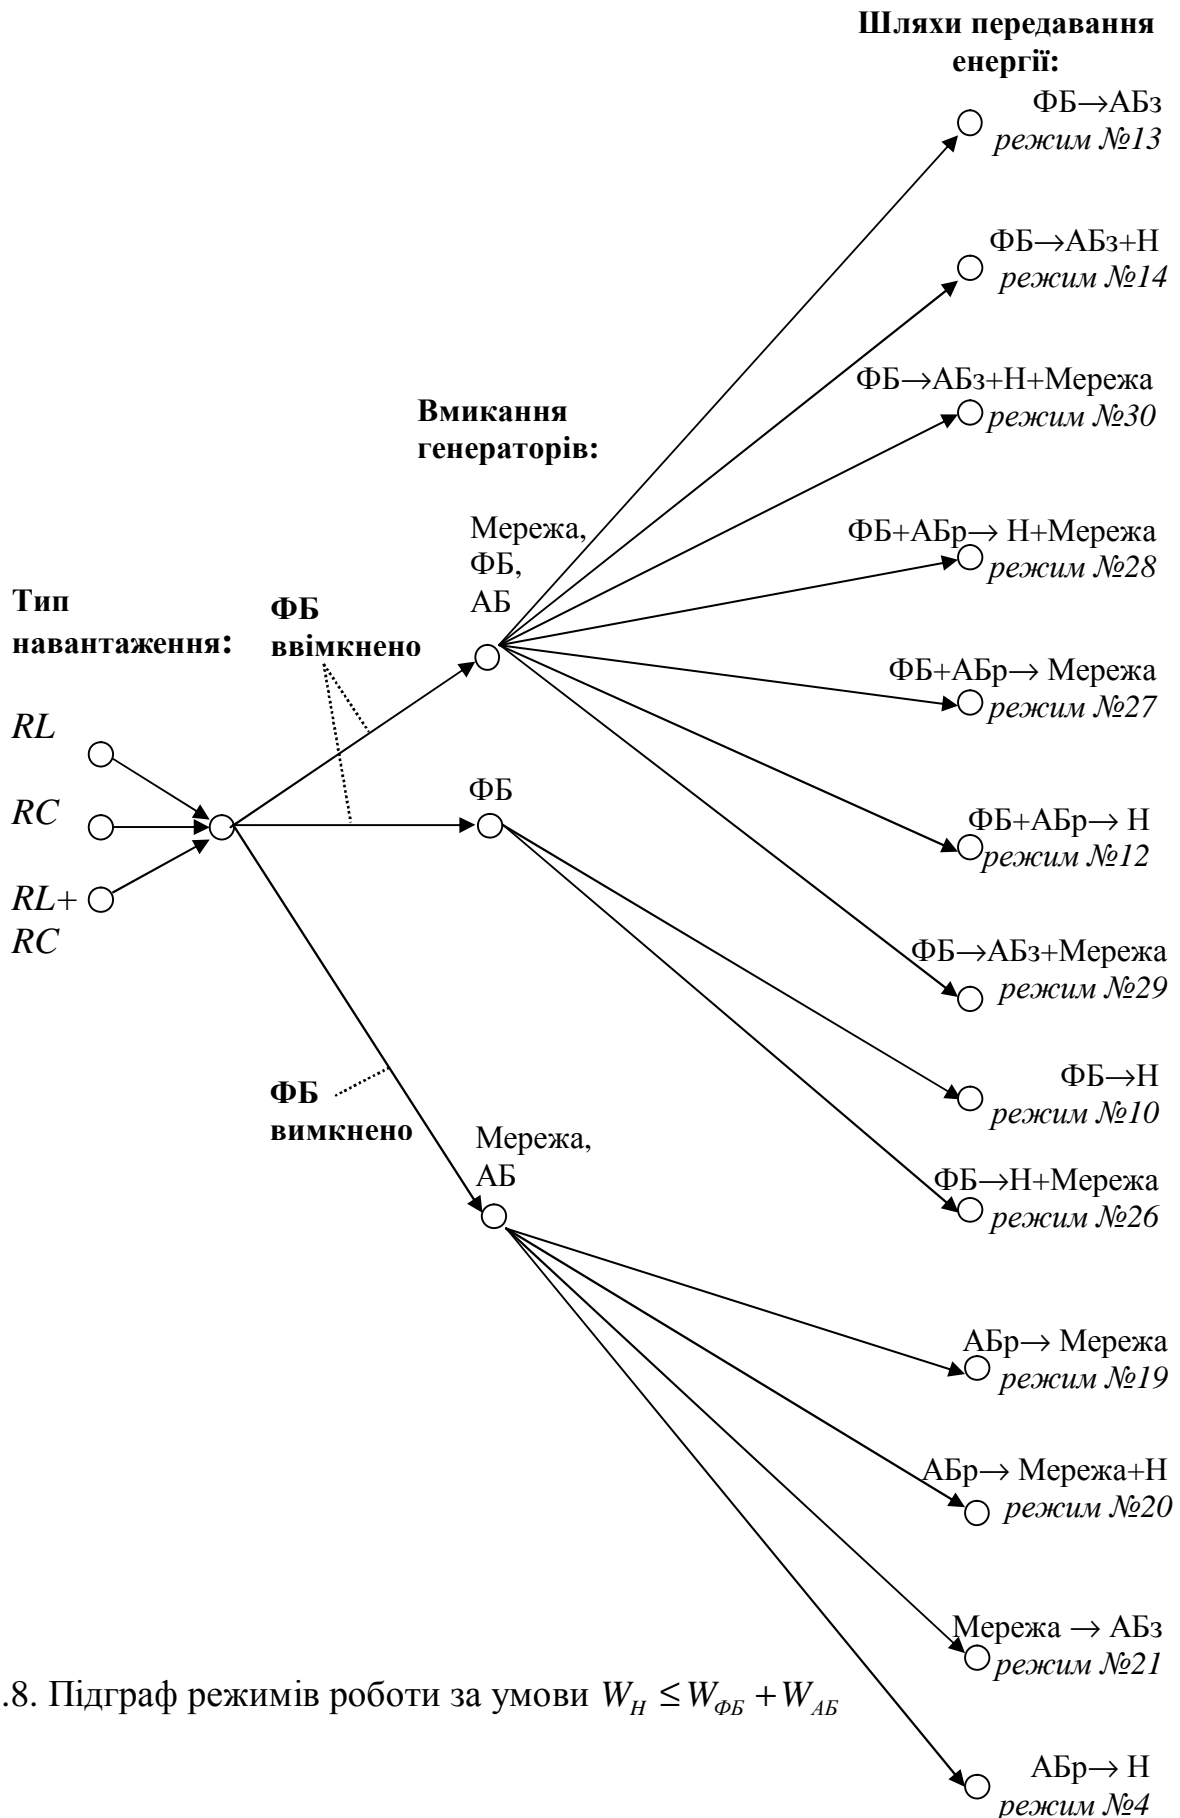 Шляхи передавання
енергії:
ФБ→АБз
режим №13
ФБ→АБз+Н
режим №14
ФБ→АБз+Н+Мережа
режим №30
Вмикання
генераторів:
Мережа,
ФБ,
АБ
ФБ+АБр→ Н+Мережа
режим №28
Тип
навантаження:
ФБ
ввімкнено
ФБ+АБр→ Мережа
режим №27
RL
RC
RL+
RC
ФБ
ФБ+АБр→ Н
режим №12
ФБ→АБз+Мережа
режим №29
ФБ→Н
режим №10
ФБ
вимкнено
Мережа,
АБ
ФБ→Н+Мережа
режим №26
АБр→ Мережа
режим №19
АБр→ Мережа+Н
режим №20
Мережа → АБз
режим №21
.8. Підграф режимів роботи за умови W_H ≤ W_ФБ + W_АБ
АБр→ Н
режим №4